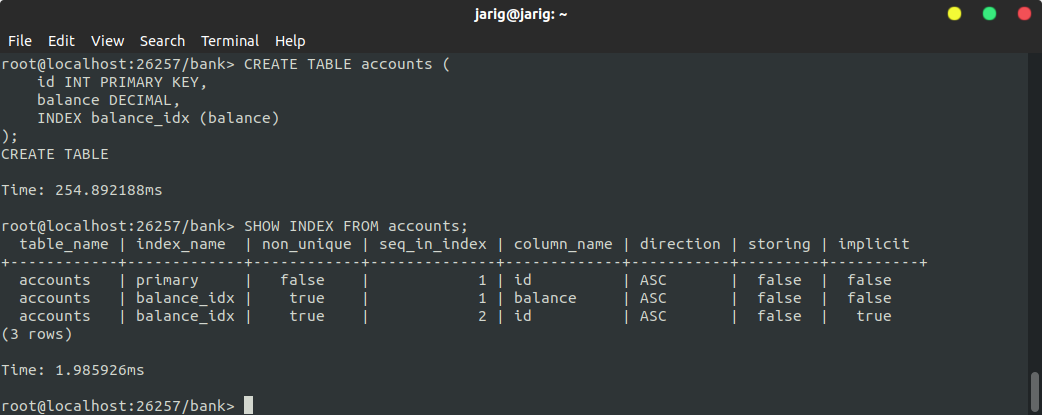 jarig@jarig: ~
File Edit View Search Terminal Help
root@localhost:26257/bank> CREATE TABLE accounts (
    id INT PRIMARY KEY,
    balance DECIMAL,
    INDEX balance_idx (balance)
);
CREATE TABLE
Time: 254.892188ms
root@localhost:26257/bank> SHOW INDEX FROM accounts;
  table_name | index_name  | non_unique | seq_in_index | column_name | direction | storing | implicit
+------------+-------------+------------+--------------+-------------+-----------+---------+----------+
  accounts   | primary     |   false    |            1 | id          | ASC       |  false  |  false
  accounts   | balance_idx |    true    |            1 | balance     | ASC       |  false  |  false
  accounts   | balance_idx |    true    |            2 | id          | ASC       |  false  |   true
(3 rows)
Time: 1.985926ms
root@localhost:26257/bank>